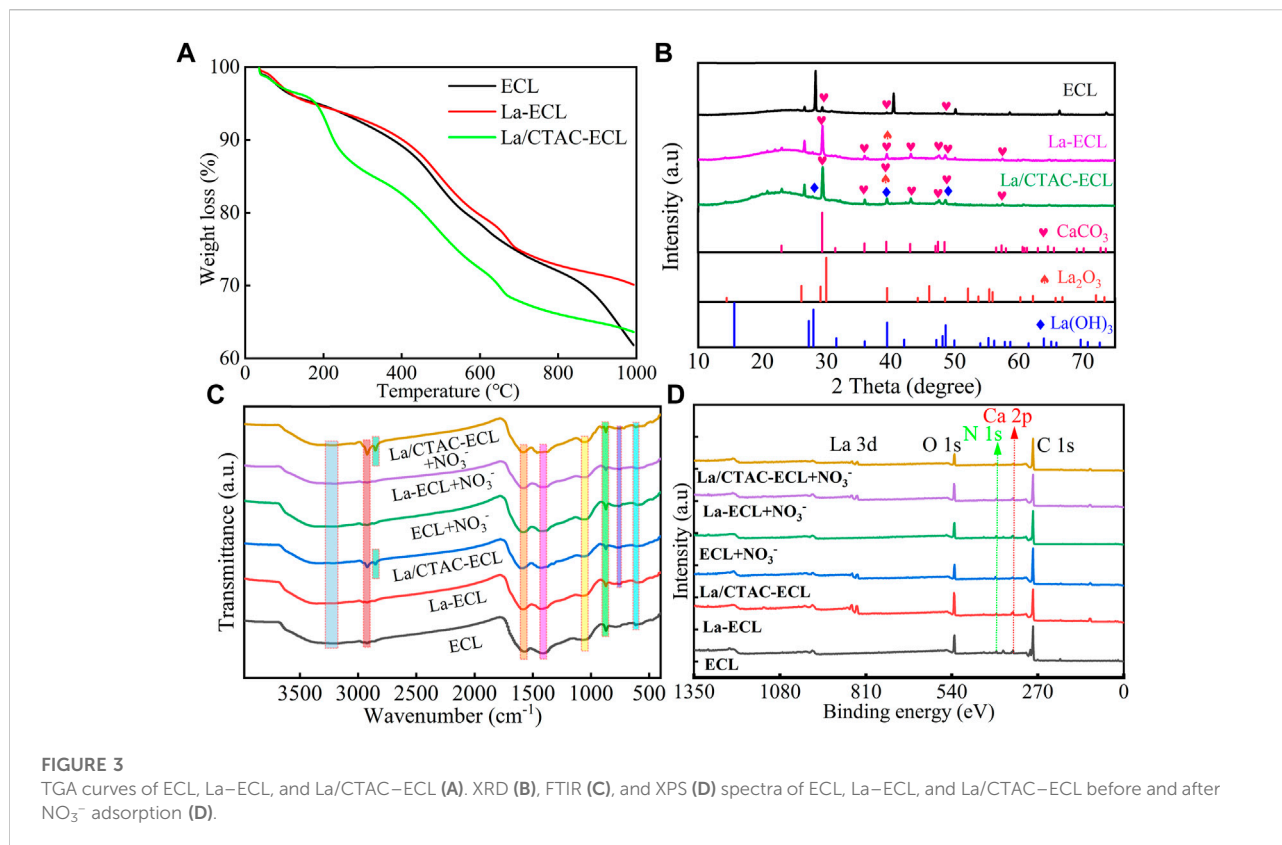 A
100
90
80
70
60
Weight loss (%)
ECL
La-ECL
La/CTAC-ECL
0
200
400
600
800
1000
Temperature (℃)
B
Intensity (a.u)
ECL
La-ECL
La/CTAC-ECL
♥ CaCO₃
♠ La₂O₃
♦ La(OH)₃
10
20
30
40
50
60
70
2 Theta (degree)
C
Transmittance (a.u.)
La/CTAC-ECL
+NO₃⁻
La-ECL+NO₃⁻
ECL+NO₃⁻
La/CTAC-ECL
La-ECL
ECL
3500
3000
2500
2000
1500
1000
500
Wavenumber (cm⁻¹)
D
Intensity (a.u)
La 3d
O 1s
N 1s
Ca 2p
C 1s
La/CTAC-ECL+NO₃⁻
La-ECL+NO₃⁻
ECL+NO₃⁻
La/CTAC-ECL
La-ECL
ECL
1350
1080
810
540
270
0
Binding energy (eV)
FIGURE 3
TGA curves of ECL, La–ECL, and La/CTAC–ECL (A). XRD (B), FTIR (C), and XPS (D) spectra of ECL, La–ECL, and La/CTAC–ECL before and after
NO₃⁻ adsorption (D).